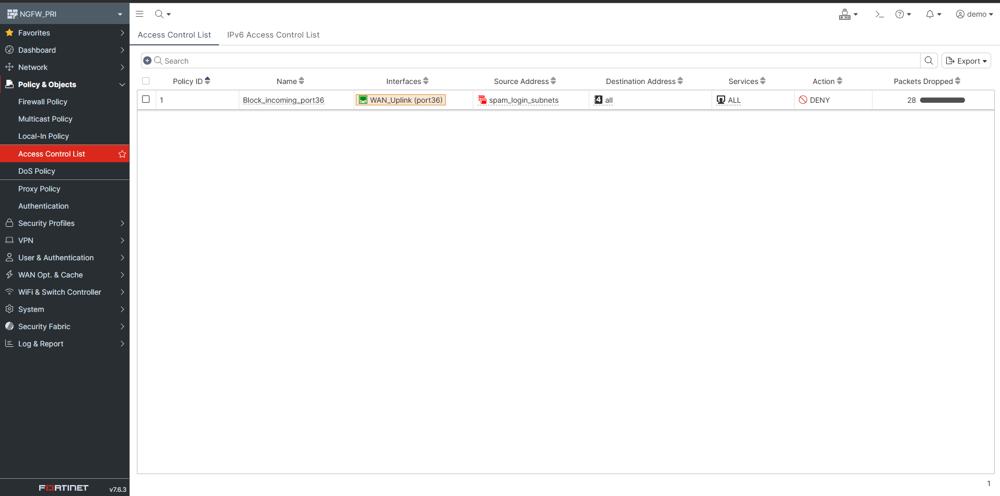 NGFW_PRI
demo
Favorites
Dashboard
Network
Policy & Objects
Firewall Policy
Multicast Policy
Local-In Policy
Access Control List
DoS Policy
Proxy Policy
Authentication
Security Profiles
VPN
User & Authentication
WAN Opt. & Cache
WiFi & Switch Controller
System
Security Fabric
Log & Report
FORTINET v7.6.3
Access Control List IPv6 Access Control List
Search Export
Policy ID Name Interfaces Source Address Destination Address Services Action Packets Dropped
1 Block_incoming_port36 WAN_Uplink (port36) spam_login_subnets 4 all ALL DENY 28
1